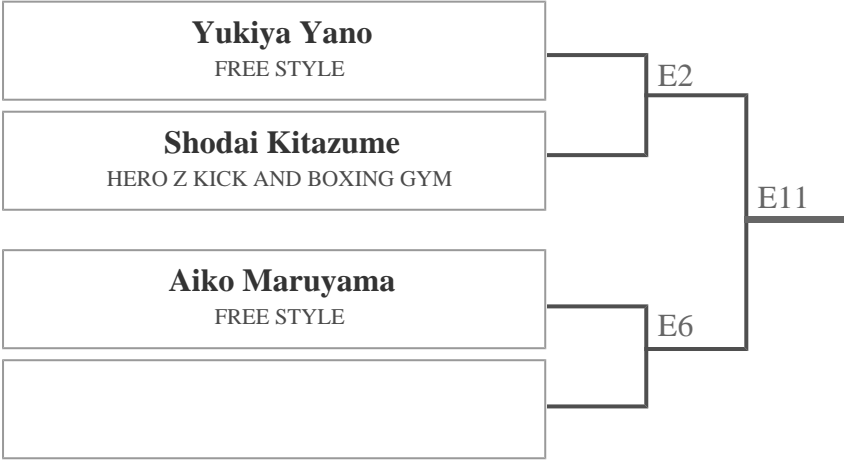 Yukiya Yano
FREE STYLE
E2
Shodai Kitazume
HERO Z KICK AND BOXING GYM
E11
Aiko Maruyama
FREE STYLE
E6